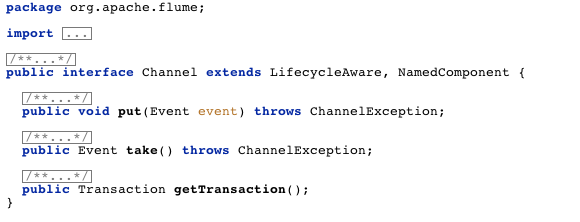 package org.apache.flume;
import ...
/**...*/
public interface Channel extends LifecycleAware, NamedComponent {
/**...*/
public void put(Event event) throws ChannelException;
/**...*/
public Event take() throws ChannelException;
/**...*/
public Transaction getTransaction();
}